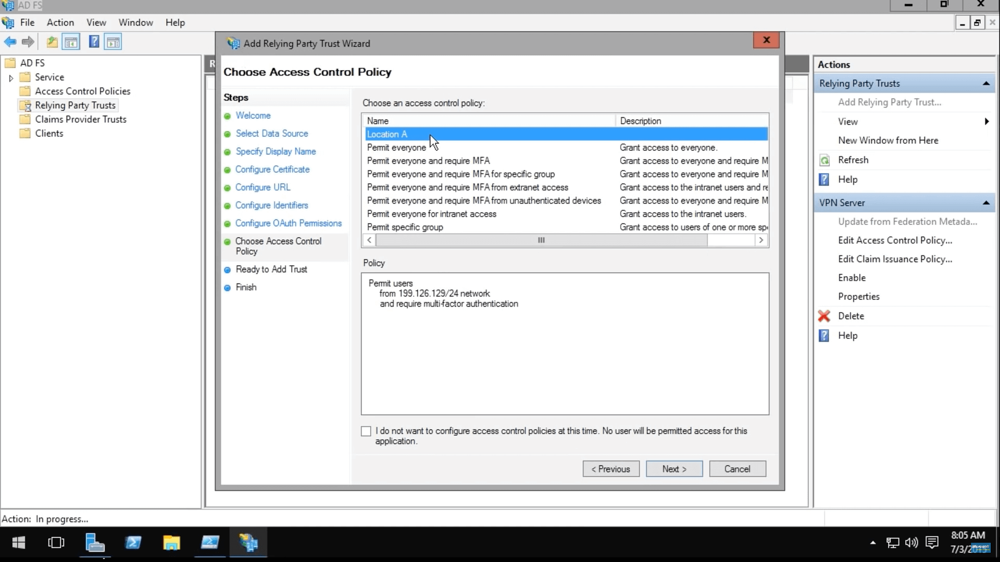 AD FS
File Action View Window Help
AD FS
Service
Access Control Policies
Relying Party Trusts
Claims Provider Trusts
Clients
R
Add Relying Party Trust Wizard
x
Choose Access Control Policy
Steps
Welcome
Select Data Source
Specify Display Name
Configure Certificate
Configure URL
Configure Identifiers
Configure OAuth Permissions
Choose Access Control
Policy
Ready to Add Trust
Finish
Choose an access control policy:
Name Description
Location A
Permit everyone Grant access to everyone.
Permit everyone and require MFA Grant access to everyone and require M
Permit everyone and require MFA for specific group Grant access to everyone and require M
Permit everyone and require MFA from extranet access Grant access to the intranet users and re
Permit everyone and require MFA from unauthenticated devices Grant access to everyone and require M
Permit everyone for intranet access Grant access to the intranet users.
Permit specific group Grant access to users of one or more spe
Policy
Permit users
from 199.126.129/24 network
and require multi-factor authentication
I do not want to configure access control policies at this time. No user will be permitted access for this
application.
< Previous Next > Cancel
Actions
Relying Party Trusts
Add Relying Party Trust...
View
New Window from Here
Refresh
Help
VPN Server
Update from Federation Metada...
Edit Access Control Policy...
Edit Claim Issuance Policy...
Enable
Properties
Delete
Help
Action: In progress...
8:05 AM
7/3/2
Microsoft